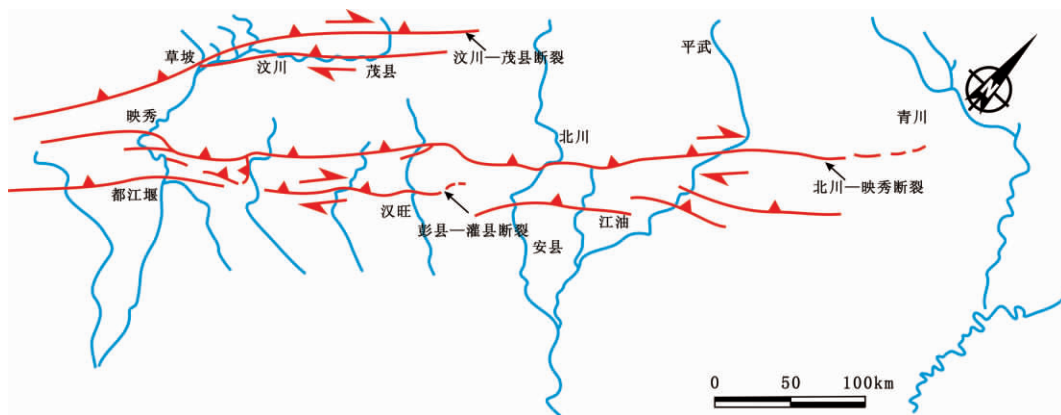 草坡
汶川
茂县
汶川—茂县断裂
平武
映秀
北川
青川
都江堰
汉旺
彭县—灌县断裂
安县
江油
北川—映秀断裂
N
0 50 100km